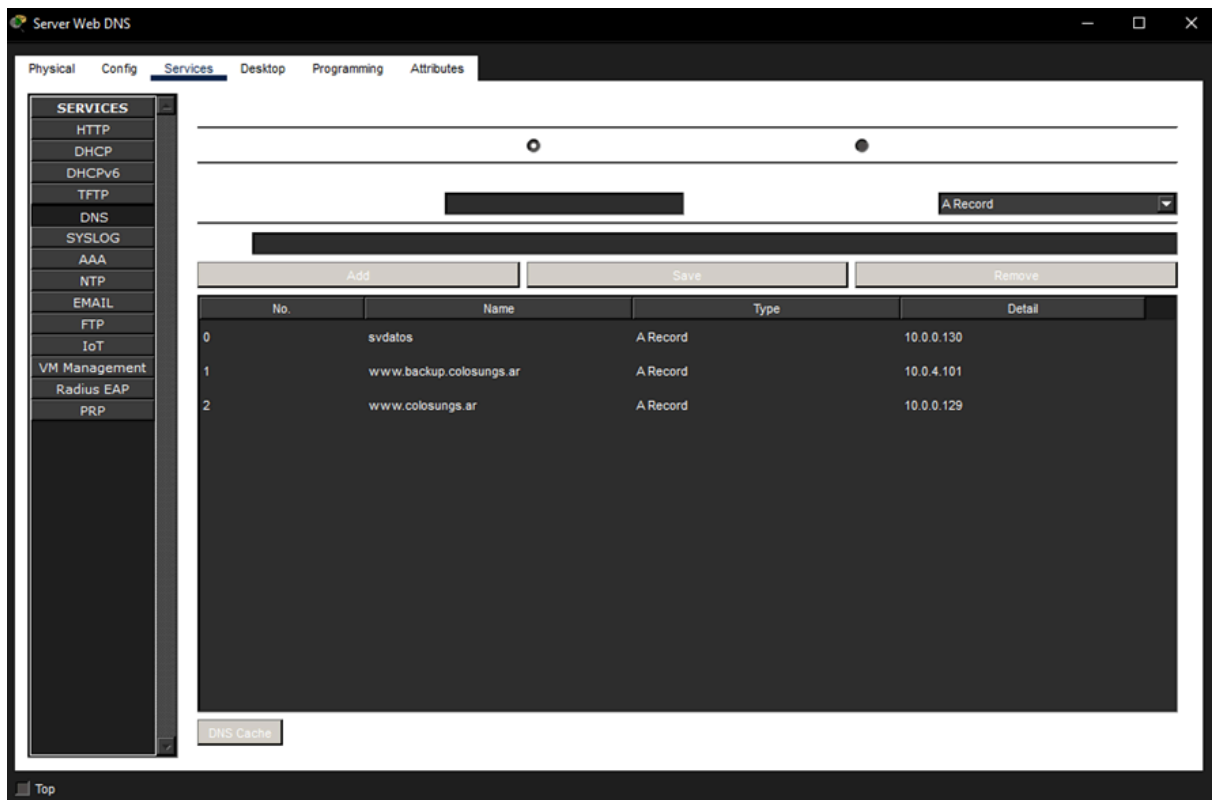 Server Web DNS
Physical Config Services Desktop Programming Attributes
SERVICES
HTTP
DHCP
DHCPv6
TFTP
DNS
SYSLOG
AAA
NTP
EMAIL
FTP
IoT
VM Management
Radius EAP
PRP
A Record
Add Save Remove
No. Name Type Detail
0 svdatos A Record 10.0.0.130
1 www.backup.colosungs.ar A Record 10.0.4.101
2 www.colosungs.ar A Record 10.0.0.129
DNS Cache
Top